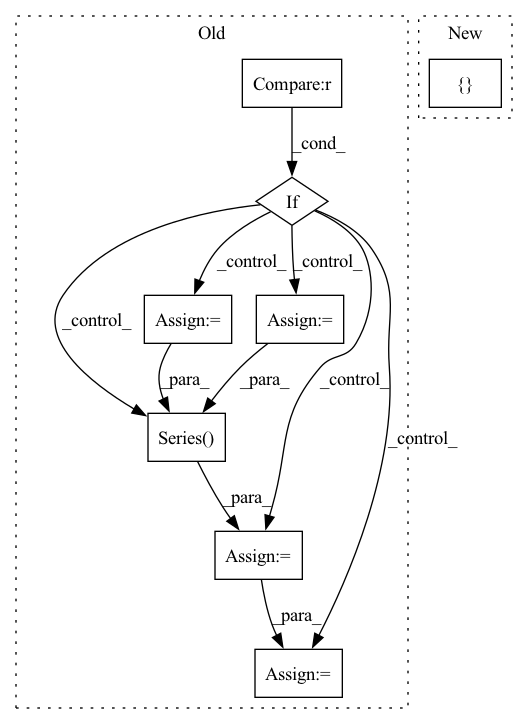 Old
New
Compare:r
{}
_cond_
If
_control_
_control_
_control_
Assign:=
Assign:=
_para_
_para_
_control_
_control_
Series()
_para_
Assign:=
_para_
Assign:=